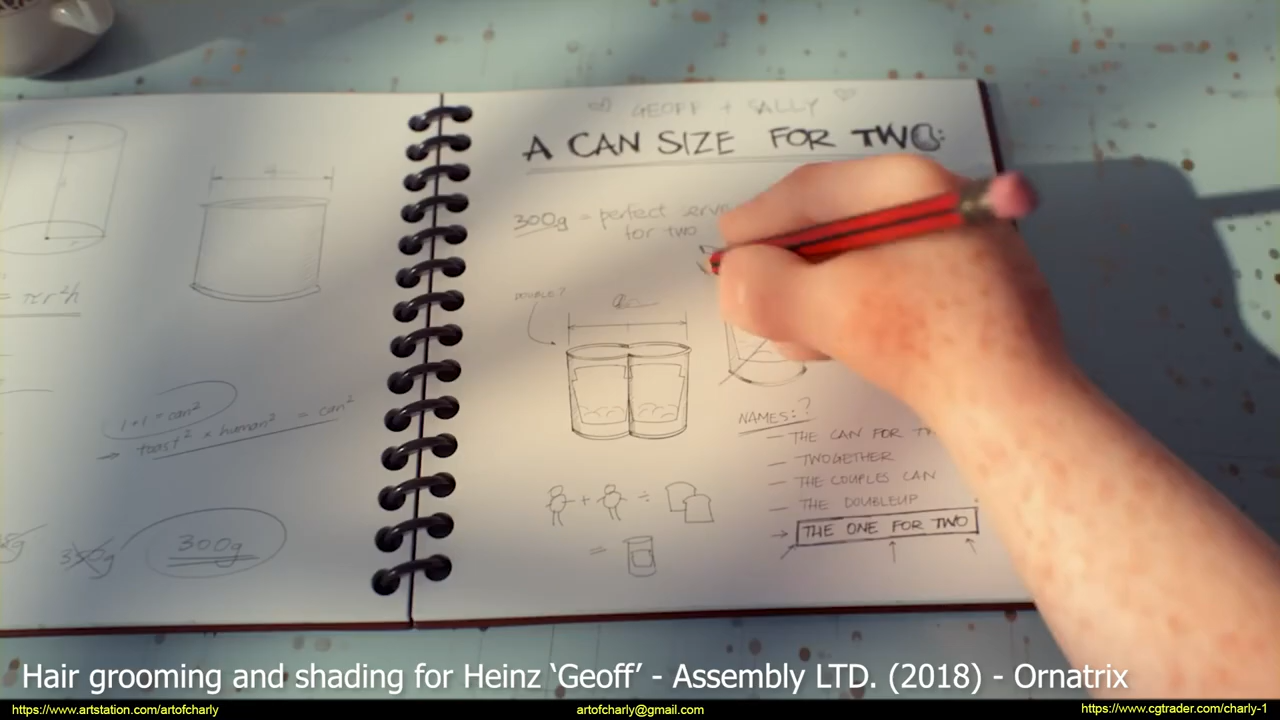 GEOFF + SALLY
A CAN SIZE FOR TWO:
300g = perfect
for two
DOUBLE?
= πr²h
1+1 = can²
toast² x human² = can²
350g
300g
NAMES:?
— THE CAN FOR
— TWOGETHER
— THE COUPLES CAN
— THE DOUBLEUP
THE ONE FOR TWO
Hair grooming and shading for Heinz ‘Geoff’ - Assembly LTD. (2018) - Ornatrix
https://www.artstation.com/artofcharly
artofcharly@gmail.com
https://www.cgtrader.com/charly-1